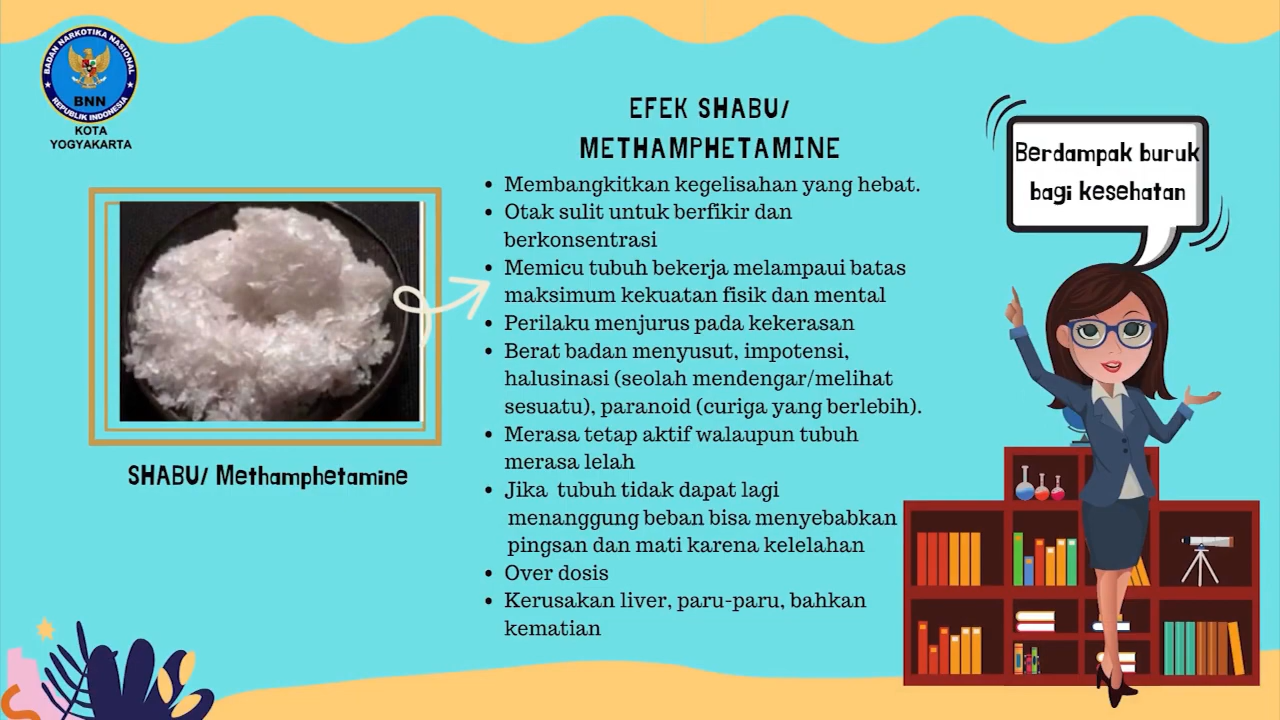 BADAN NARKOTIKA NASIONAL
BNN
REPUBLIK INDONESIA
KOTA
YOGYAKARTA
SHABU/ Methamphetamine
EFEK SHABU/
METHAMPHETAMINE
• Membangkitkan kegelisahan yang hebat.
• Otak sulit untuk berfikir dan
berkonsentrasi
• Memicu tubuh bekerja melampaui batas
maksimum kekuatan fisik dan mental
• Perilaku menjurus pada kekerasan
• Berat badan menyusut, impotensi,
halusinasi (seolah mendengar/melihat
sesuatu), paranoid (curiga yang berlebih).
• Merasa tetap aktif walaupun tubuh
merasa lelah
• Jika tubuh tidak dapat lagi
menanggung beban bisa menyebabkan
pingsan dan mati karena kelelahan
• Over dosis
• Kerusakan liver, paru-paru, bahkan
kematian
Berdampak buruk
bagi kesehatan